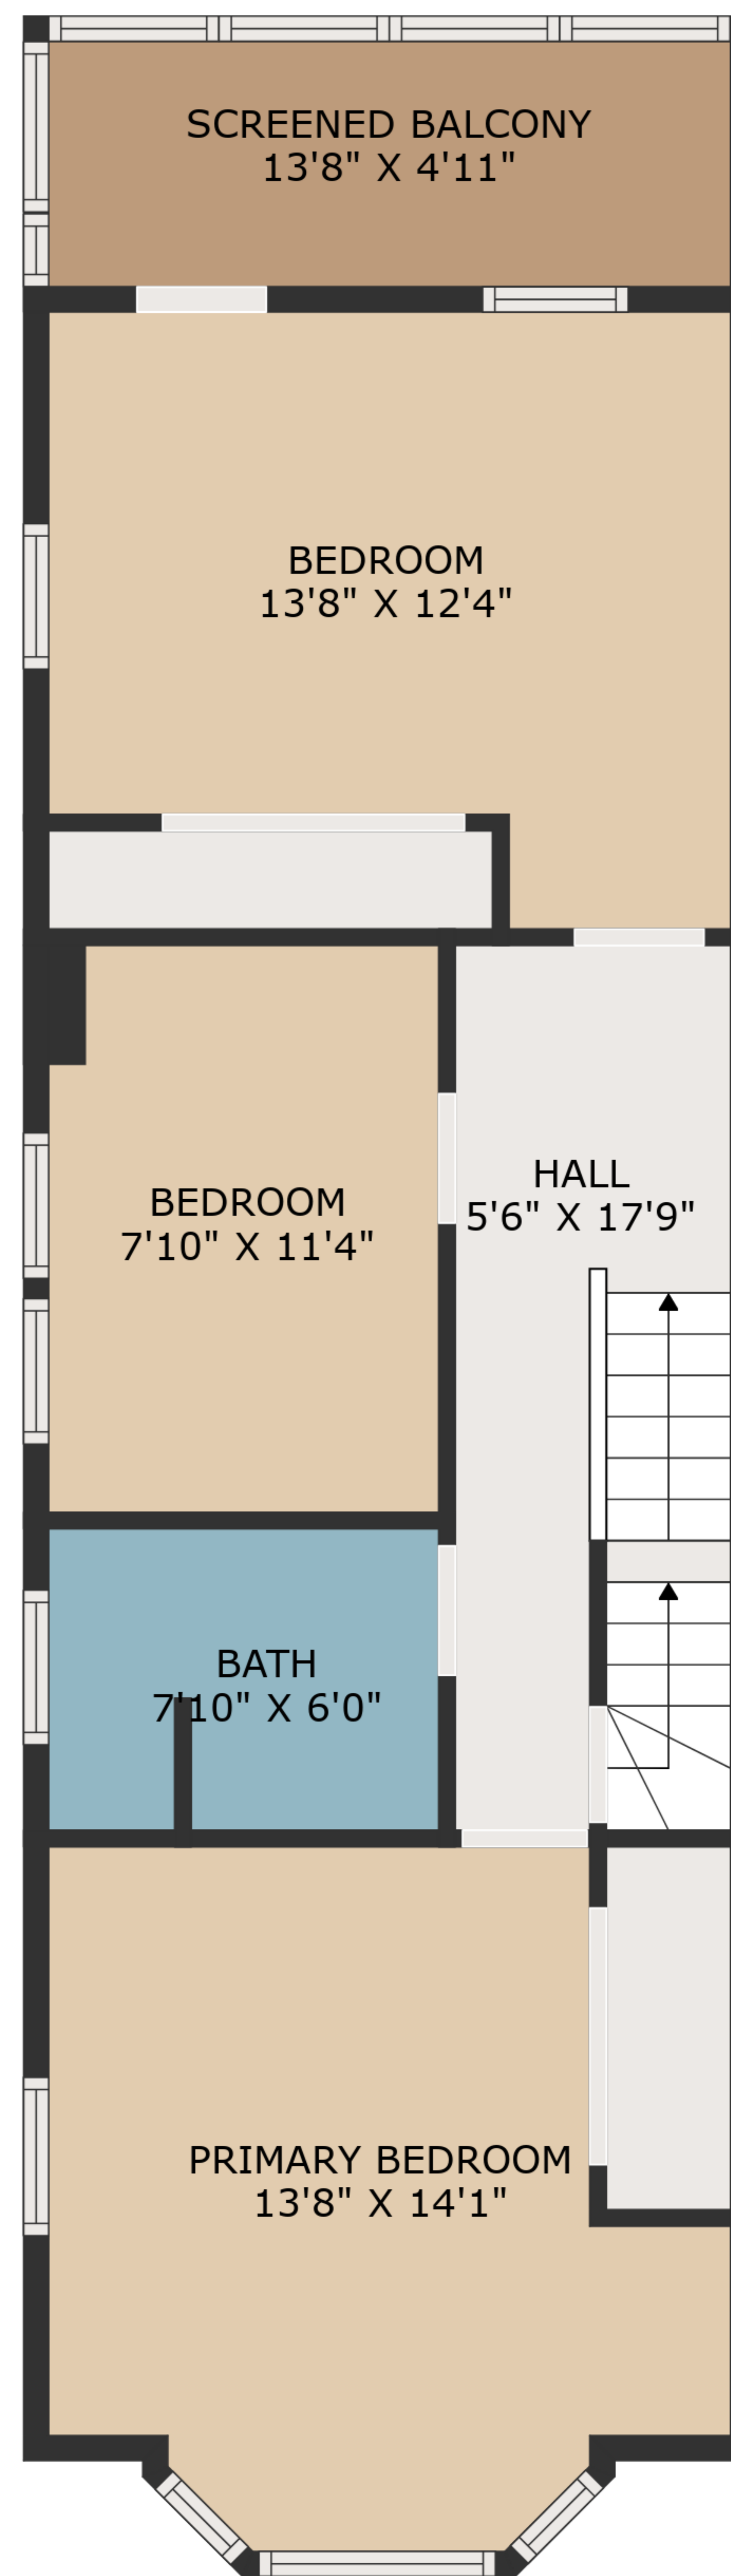 SCREENED BALCONY
13'8" X 4'11"
BEDROOM
13'8" X 12'4"
HALL
5'6" X 17'9"
BEDROOM
7'10" X 11'4"
BATH
7'10" X 6'0"
PRIMARY BEDROOM
13'8" X 14'1"